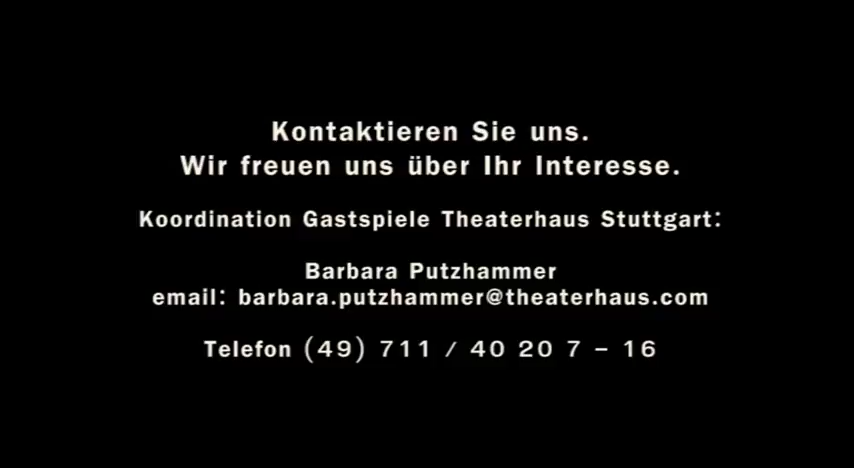 Kontaktieren Sie uns.
Wir freuen uns über Ihr Interesse.
Koordination Gastspiele Theaterhaus Stuttgart:
Barbara Putzhammer
email: barbara.putzhammer@theaterhaus.com
Telefon (49) 711 / 40 20 7 – 16